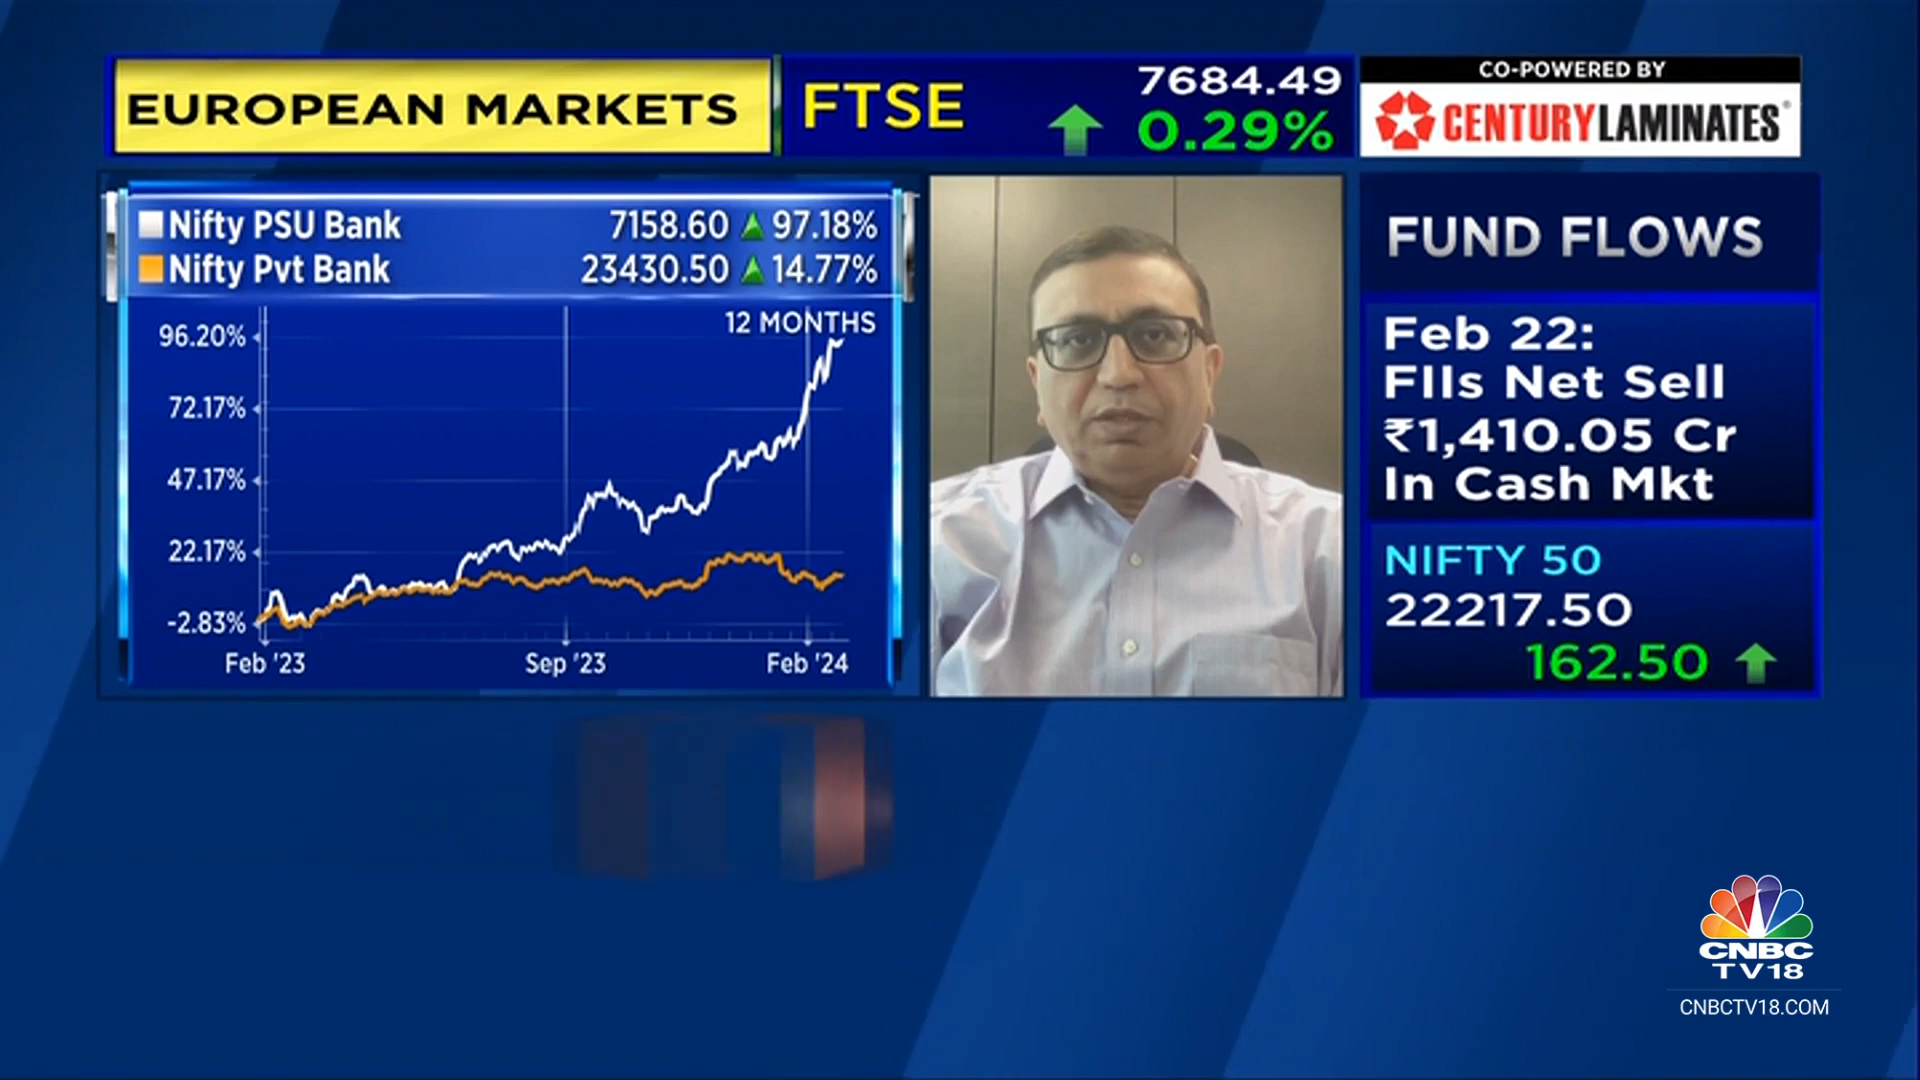 EUROPEAN MARKETS
FTSE
7684.49
0.29%
CO-POWERED BY
CENTURYLAMINATES®
Nifty PSU Bank 7158.60 ▲ 97.18%
Nifty Pvt Bank 23430.50 ▲ 14.77%
12 MONTHS
96.20%
72.17%
47.17%
22.17%
-2.83%
Feb '23 Sep '23 Feb '24
FUND FLOWS
Feb 22:
FIIs Net Sell
₹1,410.05 Cr
In Cash Mkt
NIFTY 50
22217.50
162.50
CNBC
TV18
CNBCTV18.COM